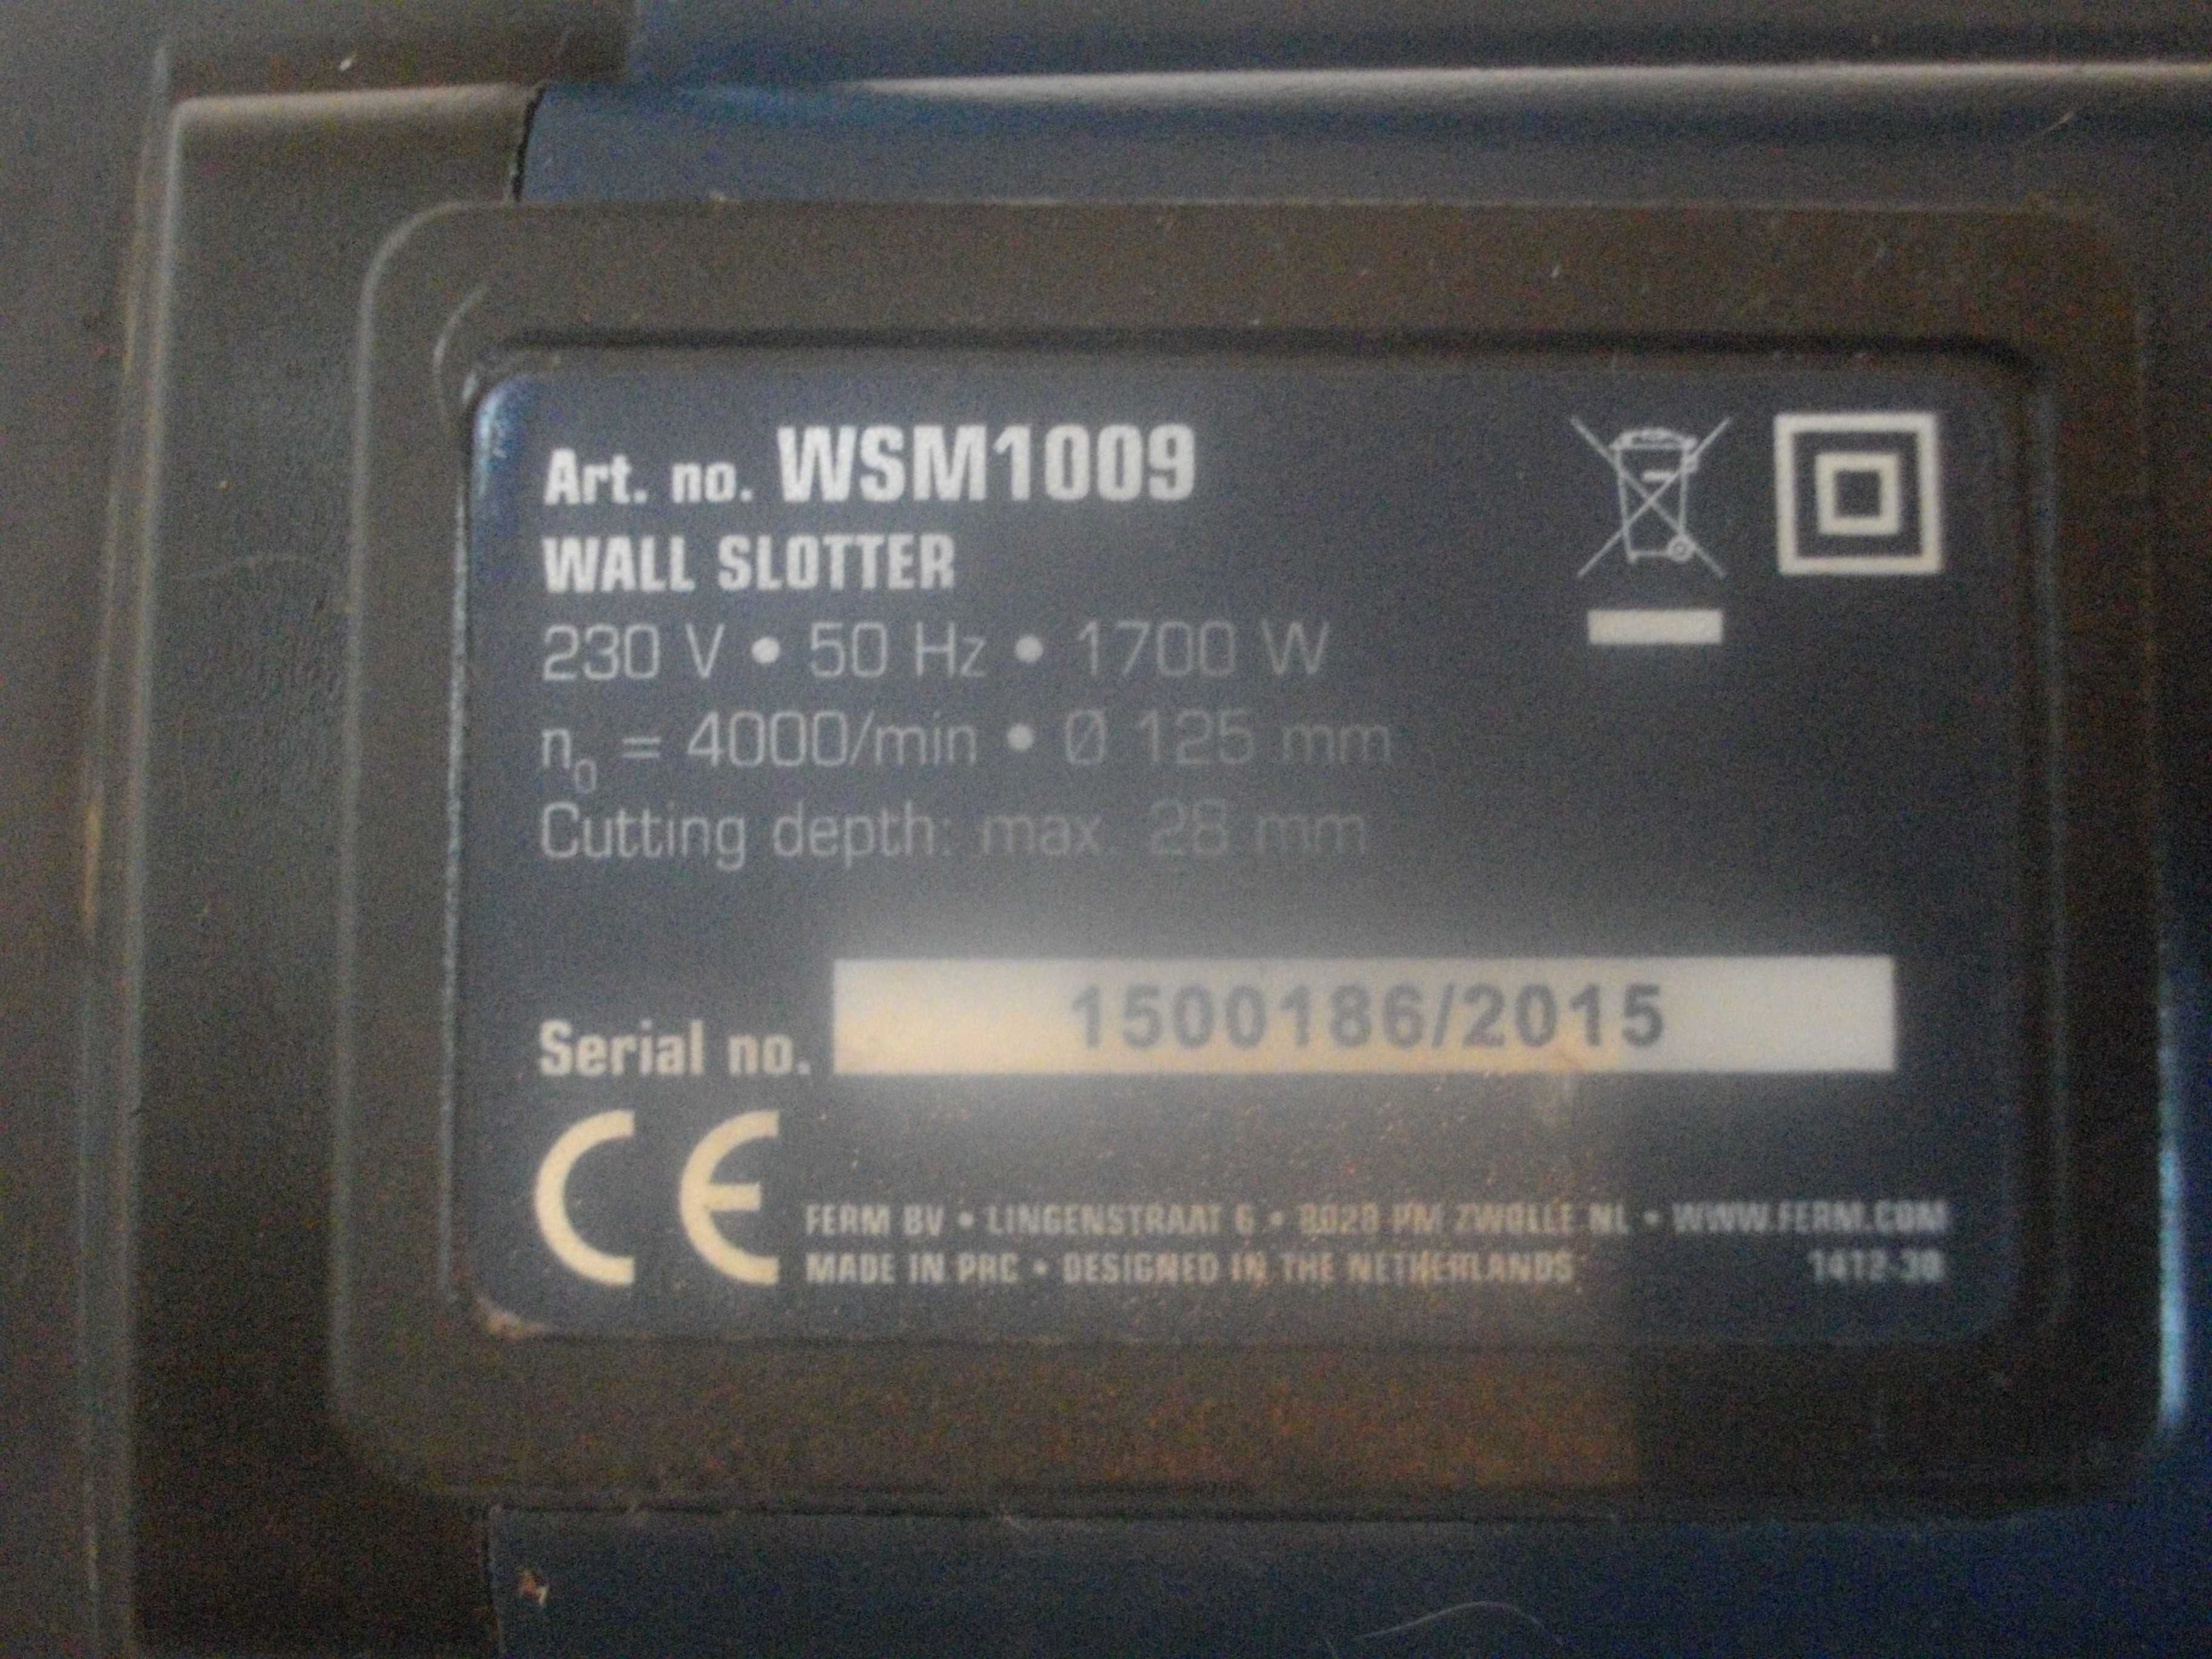 Art. no. WSM1009
WALL SLOTTER
230 V • 50 Hz • 1700 W
n₀ = 4000/min • Ø 125 mm
Cutting depth: max. 28 mm
Serial no. 1500186/2015
CE
FERM BV • LINGENSTRAAT 6 • 8028 PM ZWOLLE NL • WWW.FERM.COM
MADE IN PRC • DESIGNED IN THE NETHERLANDS